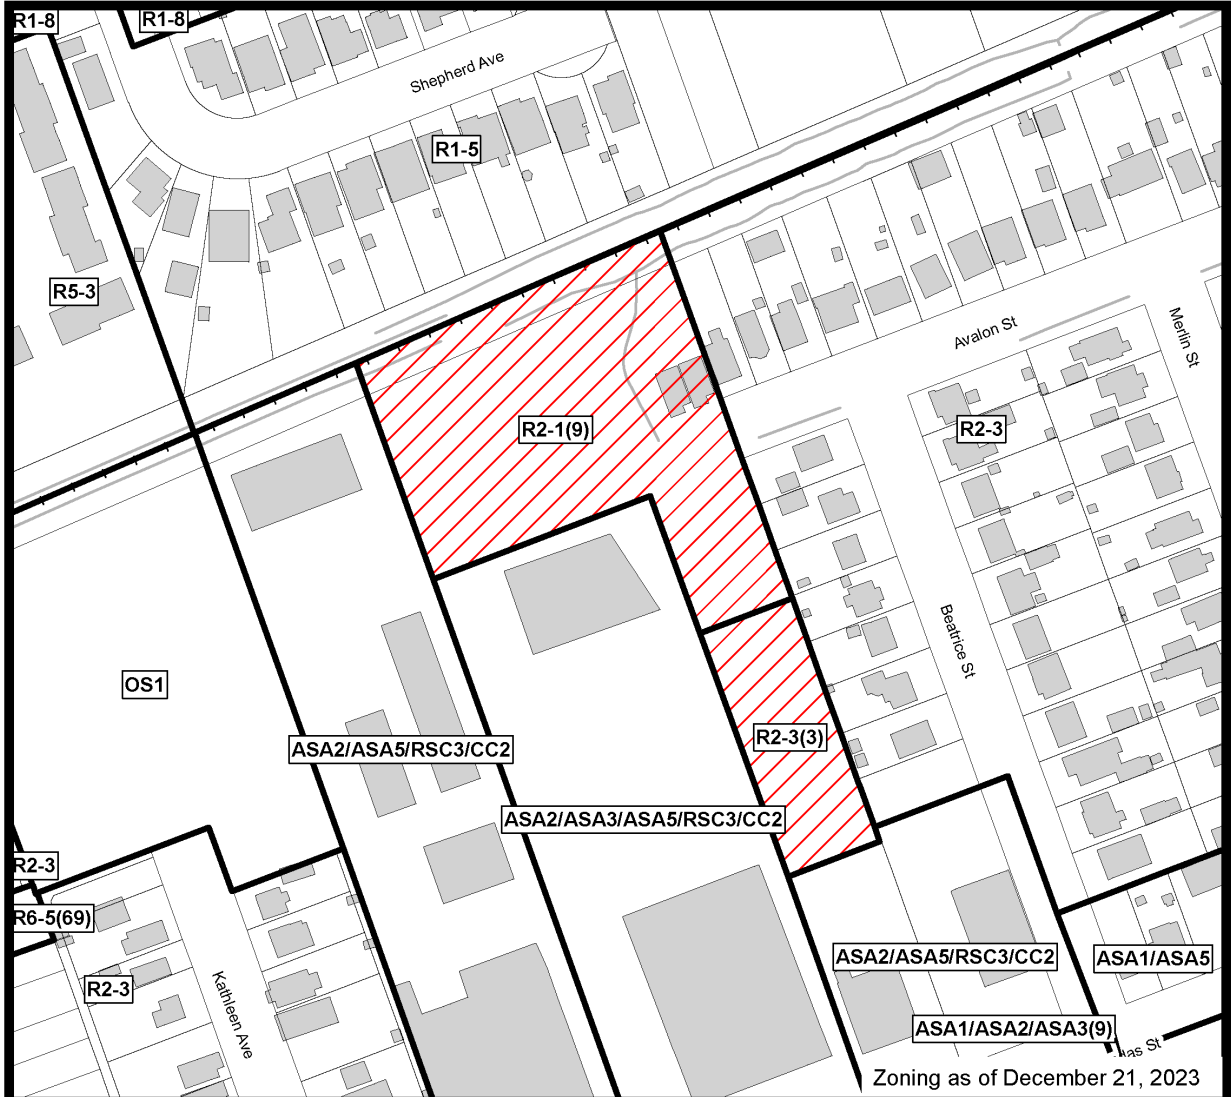 R1-8
R1-8
Shepherd Ave
R1-5
R5-3
Merlin St
Avalon St
R2-1(9)
R2-3
Beatrice St
OS1
R2-3(3)
ASA2/ASA5/RSC3/CC2
ASA2/ASA3/ASA5/RSC3/CC2
R2-3
R6-5(69)
ASA2/ASA5/RSC3/CC2
ASA1/ASA5
R2-3
Kathleen Ave
ASA1/ASA2/ASA3(9)
St
Zoning as of December 21, 2023